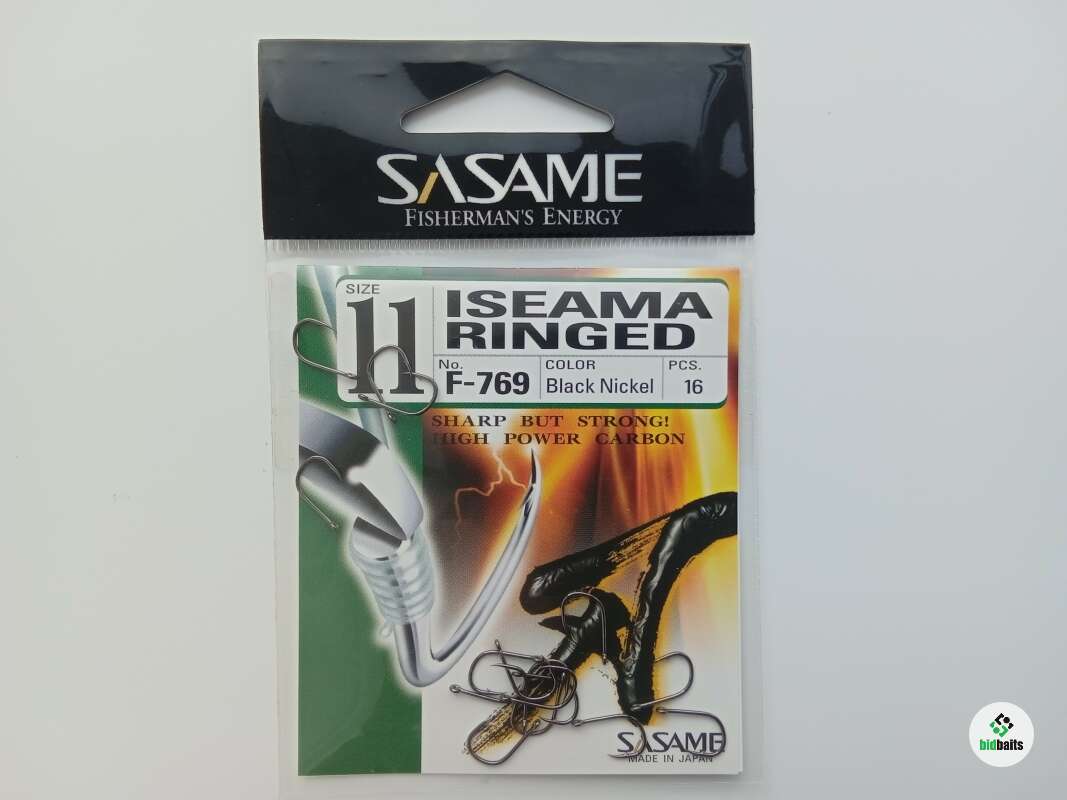 SASAME
FISHERMAN'S ENERGY
SIZE
11
ISEAMA
RINGED
No.
F-769
COLOR
Black Nickel
PCS.
16
SHARP BUT STRONG!
HIGH POWER CARBON
SASAME
MADE IN JAPAN
bidbaits